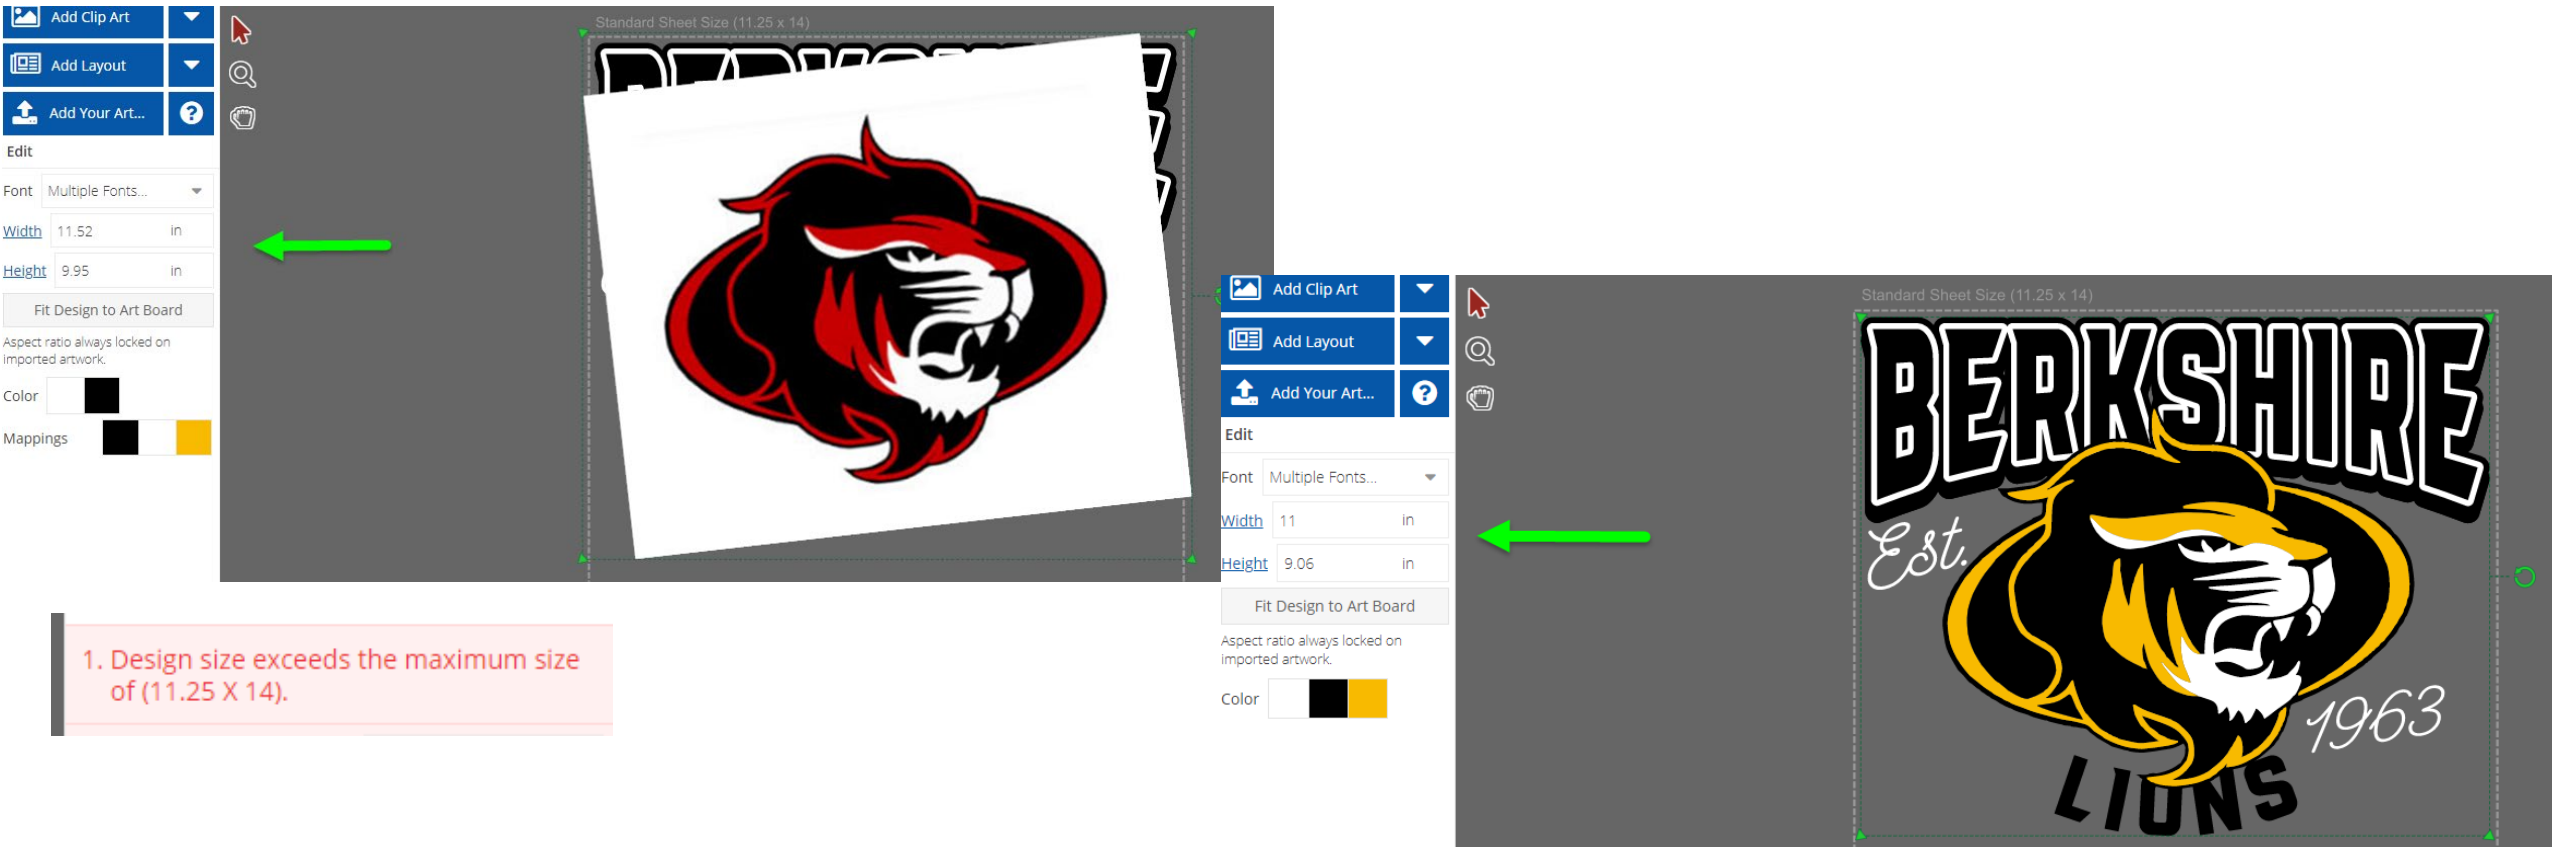 Add Clip Art
Add Layout
Add Your Art...
?
Edit
Font Multiple Fonts...
Width 11.52 in
Height 9.95 in
Fit Design to Art Board
Aspect ratio always locked on
imported artwork.
Color
Mappings
Standard Sheet Size (11.25 x 14)
1. Design size exceeds the maximum size
of (11.25 X 14).
Add Clip Art
Add Layout
Add Your Art...
?
Edit
Font Multiple Fonts...
Width 11 in
Height 9.06 in
Fit Design to Art Board
Aspect ratio always locked on
imported artwork.
Color
Standard Sheet Size (11.25 x 14)
BERKSHIRE
Est.
1963
LIONS